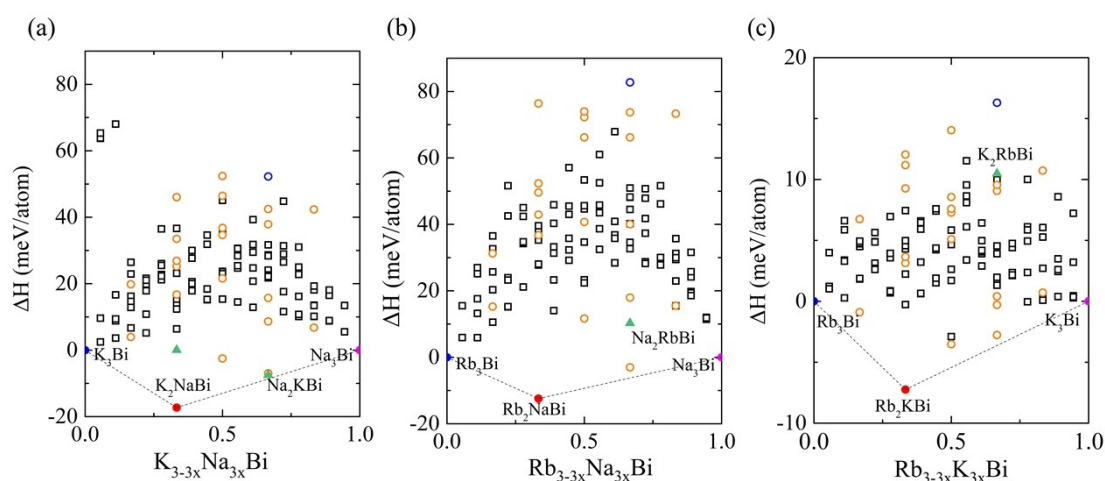 (a)
ΔH (meV/atom)
80
60
40
20
0
-20
K₃Bi
K₂NaBi
Na₂KBi
Na₃Bi
0.0
0.5
1.0
K₃₋₃ₓNa₃ₓBi
(b)
ΔH (meV/atom)
80
60
40
20
0
-20
Na₂RbBi
Rb₃Bi
Na₃Bi
Rb₂NaBi
0.0
0.5
1.0
Rb₃₋₃ₓNa₃ₓBi
(c)
ΔH (meV/atom)
20
10
0
-10
K₂RbBi
Rb₃Bi
K₃Bi
Rb₂KBi
0.0
0.5
1.0
Rb₃₋₃ₓK₃ₓBi